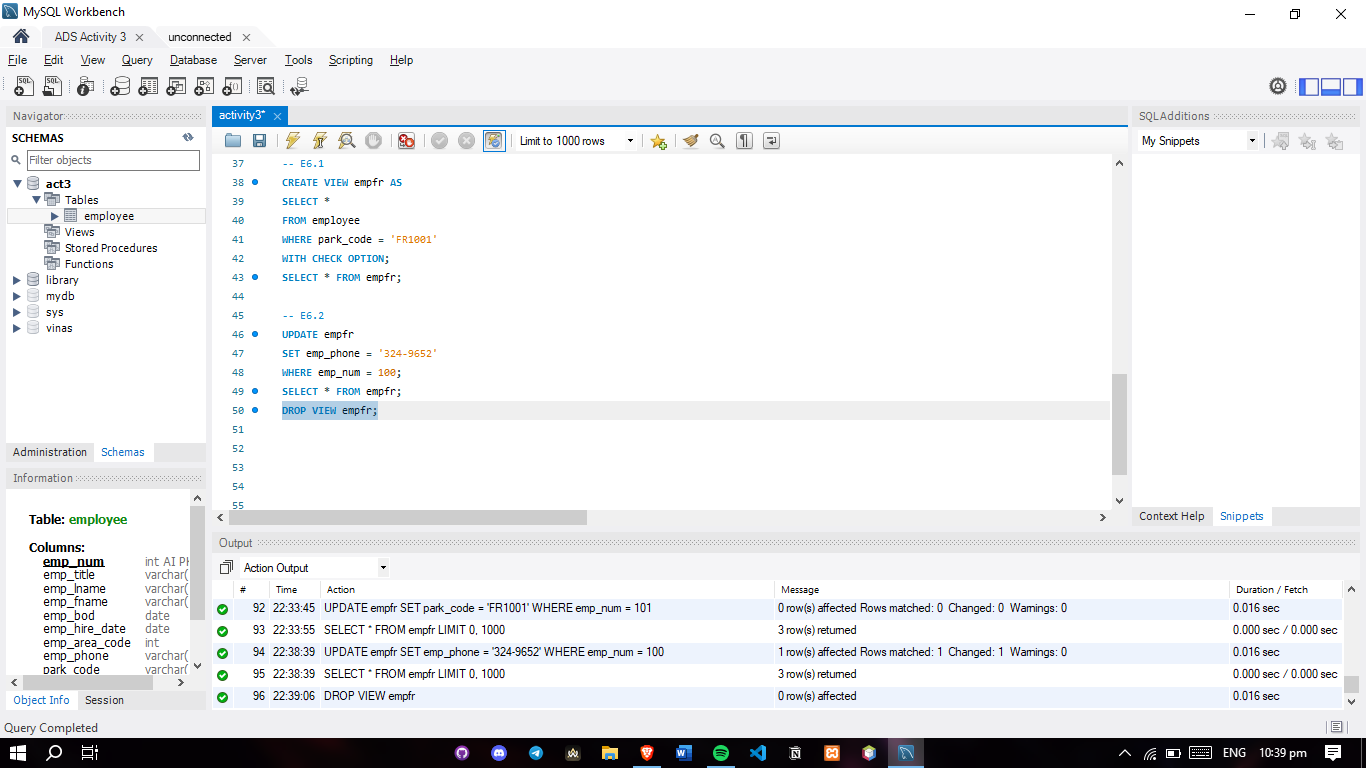 MySQL Workbench
ADS Activity 3
unconnected
File Edit View Query Database Server Tools Scripting Help
Navigator
SCHEMAS
Filter objects
act3
Tables
employee
Views
Stored Procedures
Functions
library
mydb
sys
vinas
Administration Schemas
Information
Table: employee
Columns:
emp_num int AI PK
emp_title varchar(
emp_lname varchar(
emp_fname varchar(
emp_bod date
emp_hire_date date
emp_area_code int
emp_phone varchar(
park_code varchar(
Object Info Session
activity3*
Limit to 1000 rows
37 -- E6.1
38 CREATE VIEW empfr AS
39 SELECT *
40 FROM employee
41 WHERE park_code = 'FR1001'
42 WITH CHECK OPTION;
43 SELECT * FROM empfr;
44
45 -- E6.2
46 UPDATE empfr
47 SET emp_phone = '324-9652'
48 WHERE emp_num = 100;
49 SELECT * FROM empfr;
50 DROP VIEW empfr;
51
52
53
54
55
SQLAdditions
My Snippets
Context Help Snippets
Output
Action Output
# Time Action Message Duration / Fetch
92 22:33:45 UPDATE empfr SET park_code = 'FR1001' WHERE emp_num = 101 0 row(s) affected Rows matched: 0 Changed: 0 Warnings: 0 0.016 sec
93 22:33:55 SELECT * FROM empfr LIMIT 0, 1000 3 row(s) returned 0.000 sec / 0.000 sec
94 22:38:39 UPDATE empfr SET emp_phone = '324-9652' WHERE emp_num = 100 1 row(s) affected Rows matched: 1 Changed: 1 Warnings: 0 0.016 sec
95 22:38:39 SELECT * FROM empfr LIMIT 0, 1000 3 row(s) returned 0.000 sec / 0.000 sec
96 22:39:06 DROP VIEW empfr 0 row(s) affected 0.016 sec
Query Completed
ENG 10:39 pm